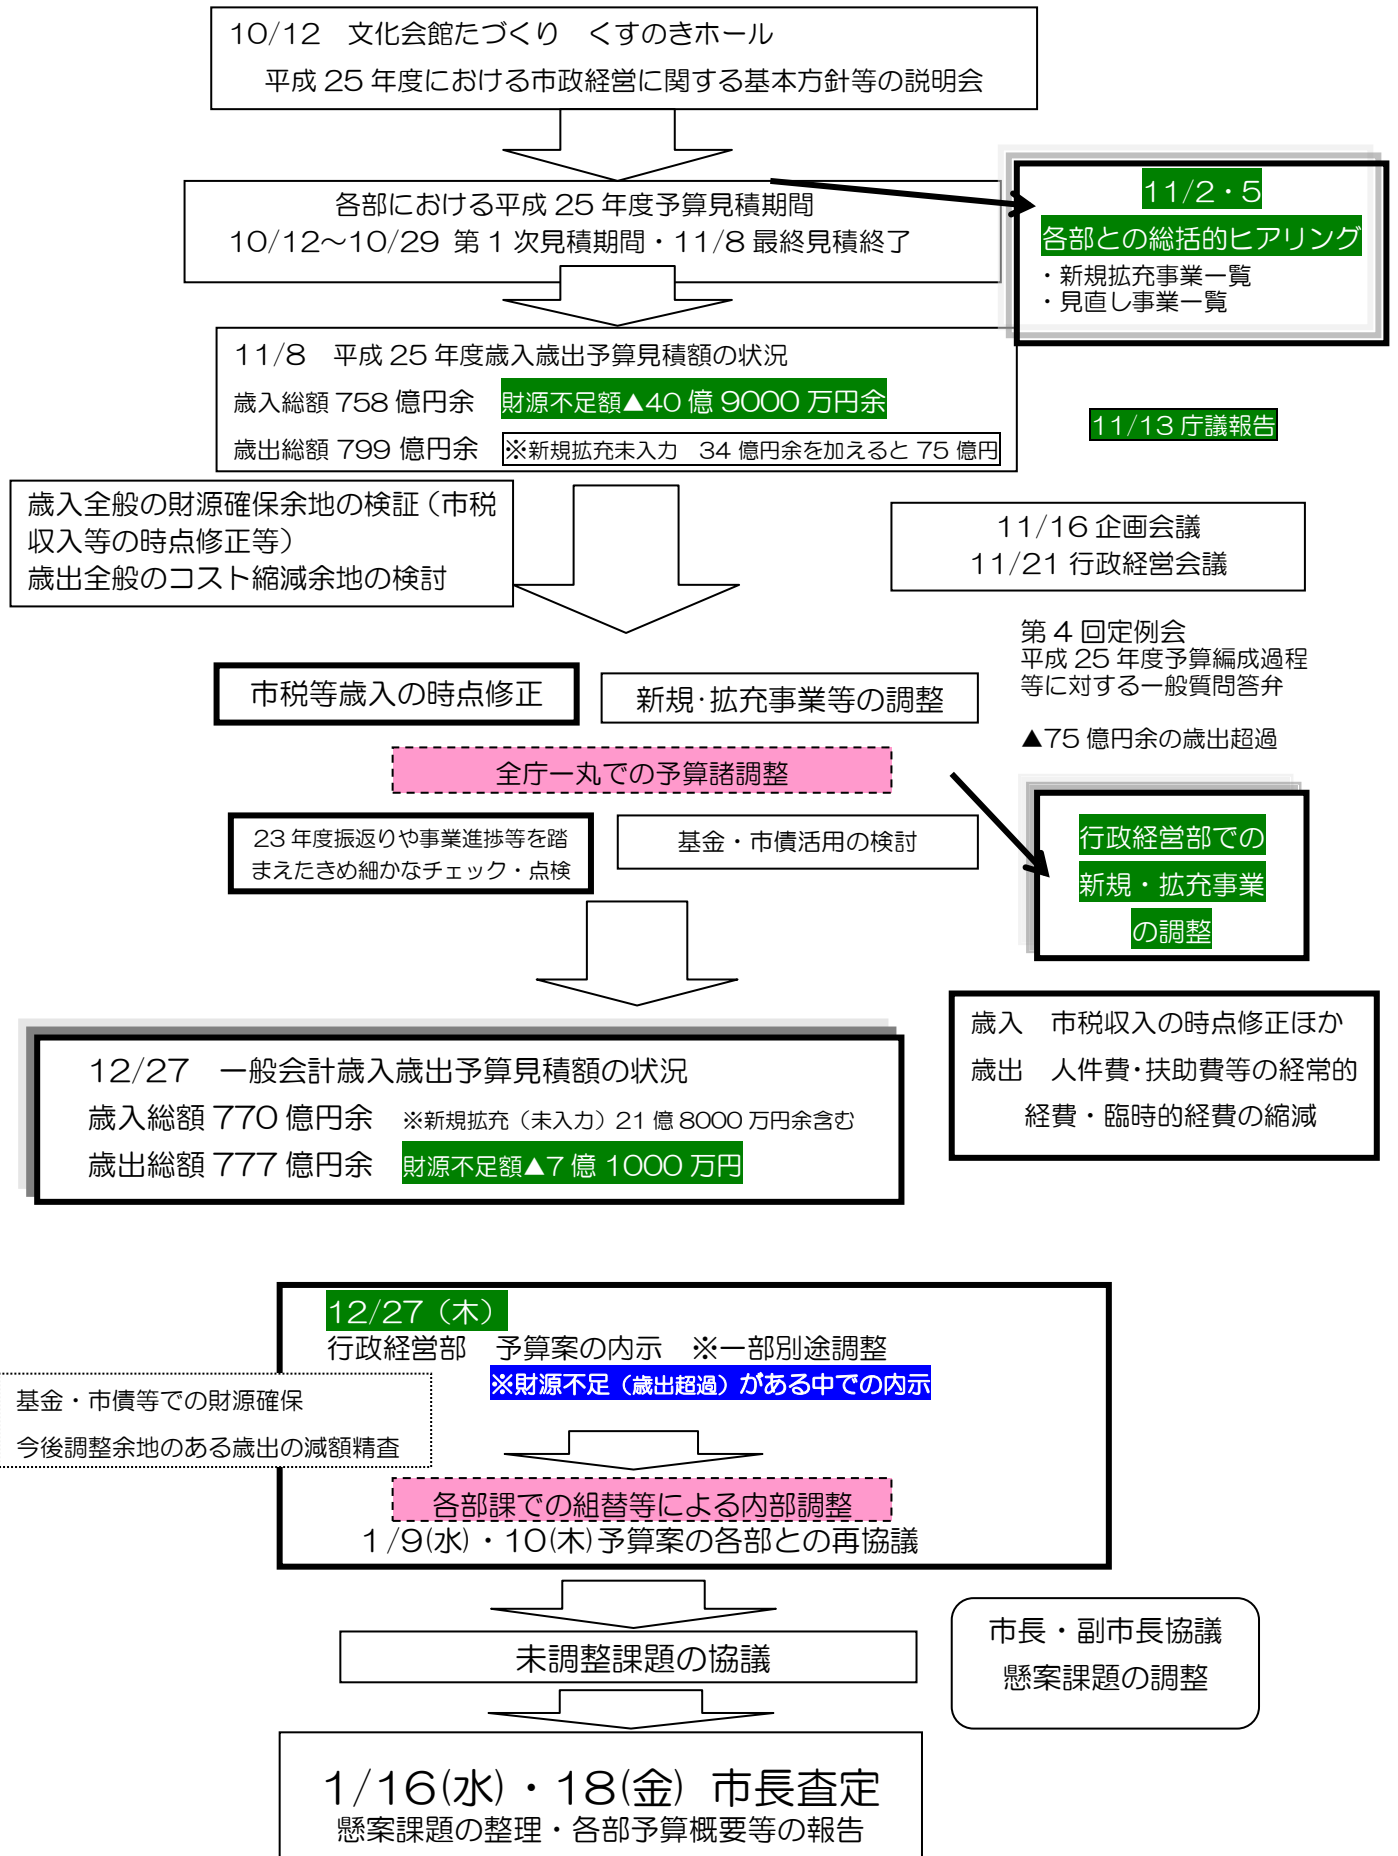 10/12　文化会館たづくり　くすのきホール
平成 25 年度における市政経営に関する基本方針等の説明会
各部における平成 25 年度予算見積期間
10/12～10/29 第 1 次見積期間・11/8 最終見積終了
11/2・5
各部との総括的ヒアリング
・新規拡充事業一覧
・見直し事業一覧
11/8　平成 25 年度歳入歳出予算見積額の状況
歳入総額 758 億円余　財源不足額▲40 億 9000 万円余
歳出総額 799 億円余　※新規拡充未入力　34 億円余を加えると 75 億円
11/13 庁議報告
歳入全般の財源確保余地の検証（市税
収入等の時点修正等）
歳出全般のコスト縮減余地の検討
11/16 企画会議
11/21 行政経営会議
第 4 回定例会
平成 25 年度予算編成過程
等に対する一般質問答弁
▲75 億円余の歳出超過
市税等歳入の時点修正
新規・拡充事業等の調整
全庁一丸での予算諸調整
23 年度振返りや事業進捗等を踏
まえたきめ細かなチェック・点検
基金・市債活用の検討
行政経営部での
新規・拡充事業
の調整
歳入　市税収入の時点修正ほか
歳出　人件費・扶助費等の経常的
経費・臨時的経費の縮減
12/27　一般会計歳入歳出予算見積額の状況
歳入総額 770 億円余　※新規拡充（未入力）21 億 8000 万円余含む
歳出総額 777 億円余　財源不足額▲7 億 1000 万円
12/27（木）
行政経営部　予算案の内示　※一部別途調整
※財源不足（歳出超過）がある中での内示
基金・市債等での財源確保
今後調整余地のある歳出の減額精査
各部課での組替等による内部調整
1/9(水)・10(木)予算案の各部との再協議
未調整課題の協議
市長・副市長協議
懸案課題の調整
1/16(水)・18(金) 市長査定
懸案課題の整理・各部予算概要等の報告